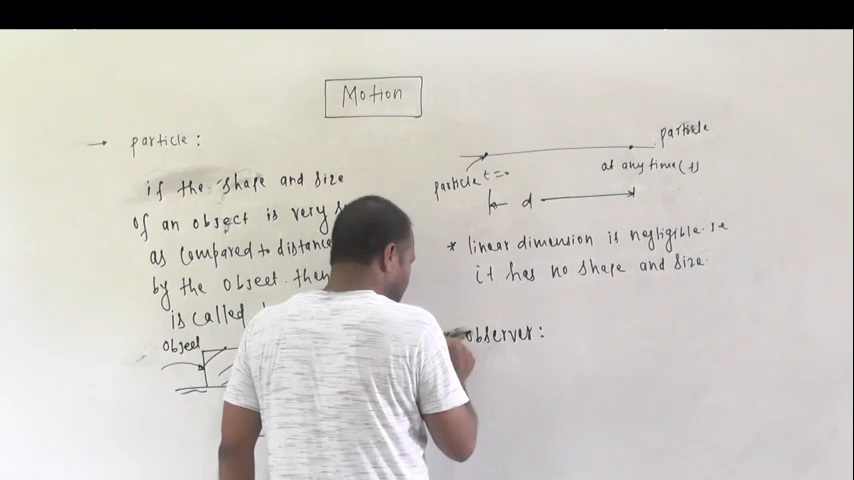 Motion
→ particle:
if the shape and size
of an object is very
as compared to distance
by the object. then
is called
object
particle
particle t=0
at any time (t)
d
* linear dimension is negligible. ie
it has no shape and size.
observer: